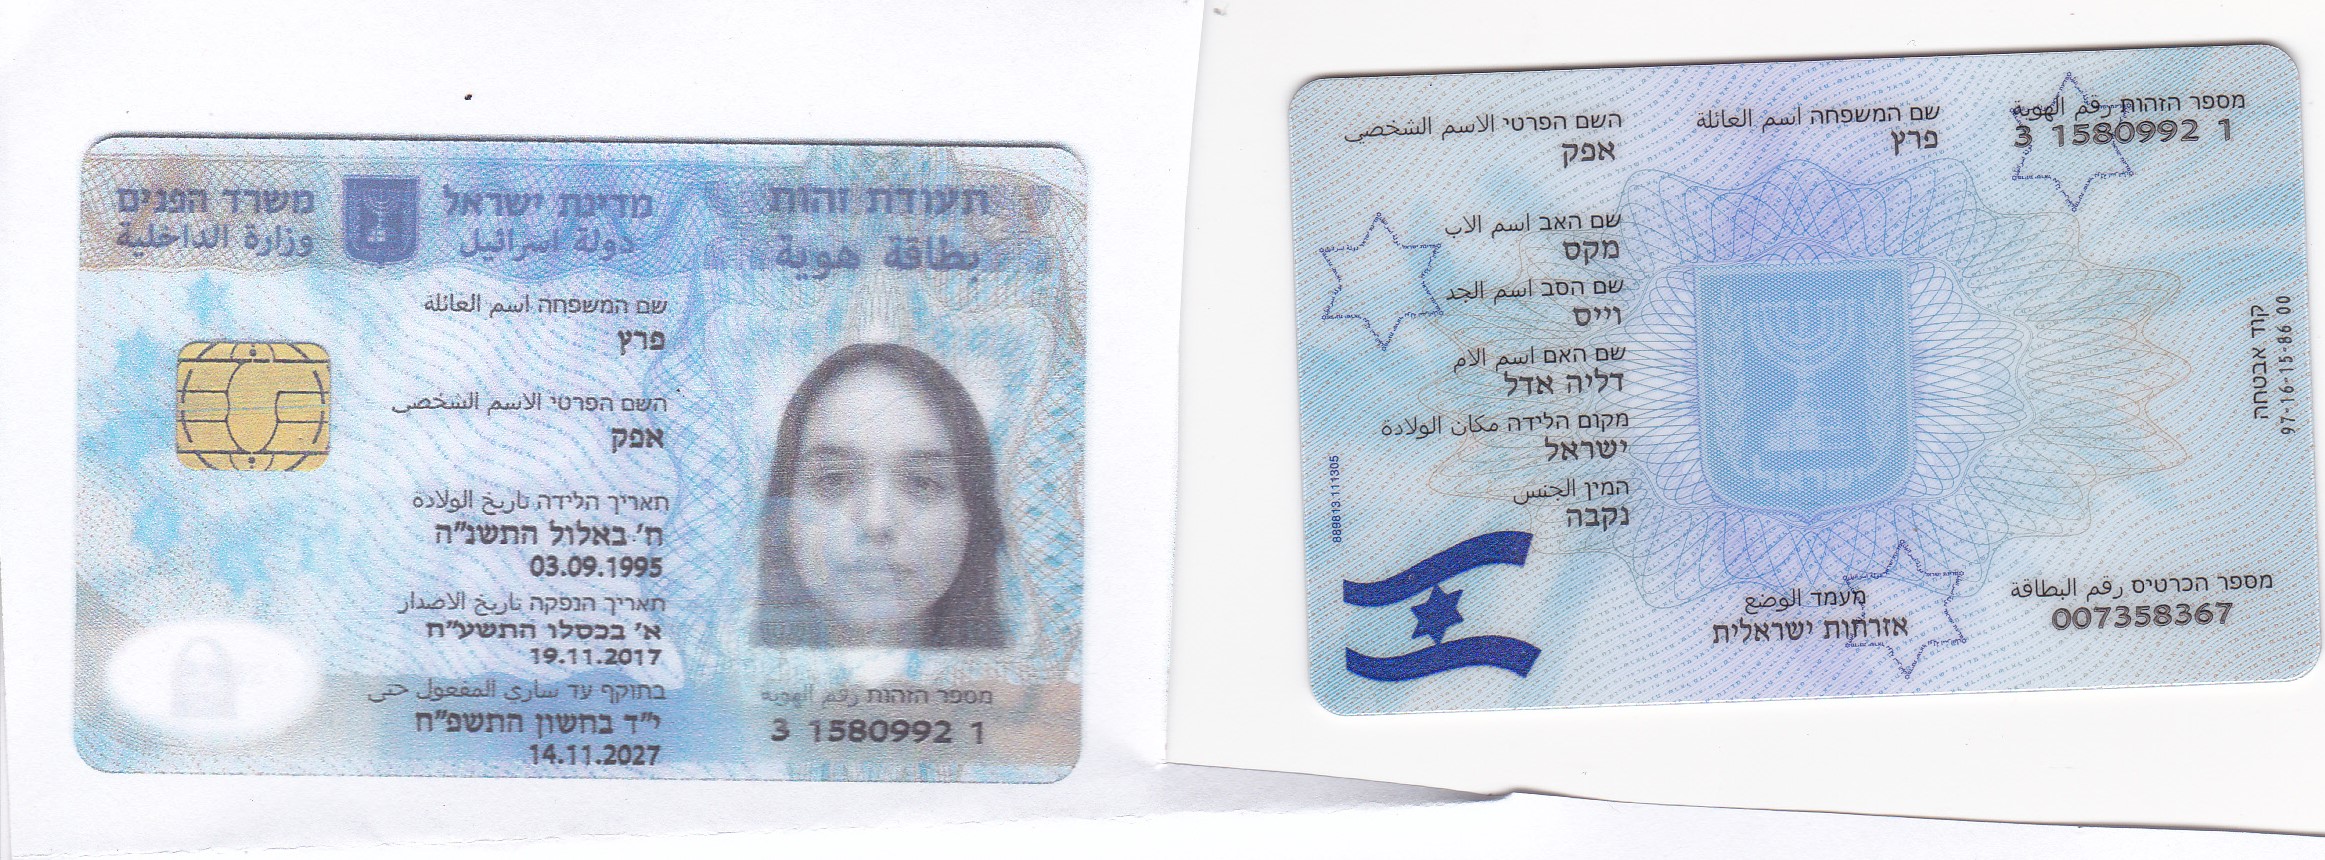 משרד הפנים
وزارة الداخلية
מדינת ישראל
دولة اسرائيل
תעודת זהות
بطاقة هوية
שם המשפחה اسم العائلة
פרץ
השם הפרטי الاسم الشخصي
אפק
תאריך הלידה تاريخ الولادة
ח' באלול התשנ"ה
03.09.1995
תאריך הנפקה تاريخ الاصدار
א' בכסלו התשע"ח
19.11.2017
בתוקף עד ساري المفعول حتى
י"ד בחשון התשפ"ח
14.11.2027
מספר הזהות رقم الهوية
3 1580992 1
מספר הזהות رقم الهوية
3 1580992 1
שם המשפחה اسم العائلة
פרץ
השם הפרטי الاسم الشخصي
אפק
שם האב اسم الاب
מקס
שם הסב اسم الجد
וייס
שם האם اسم الام
דליה אדל
מקום הלידה مكان الولادة
ישראל
המין الجنس
נקבה
מעמד الوضع
אזרחות ישראלית
מספר הכרטיס رقم البطاقة
007358367
קוד אבטחה
97-16-15-86 00
889813 111305